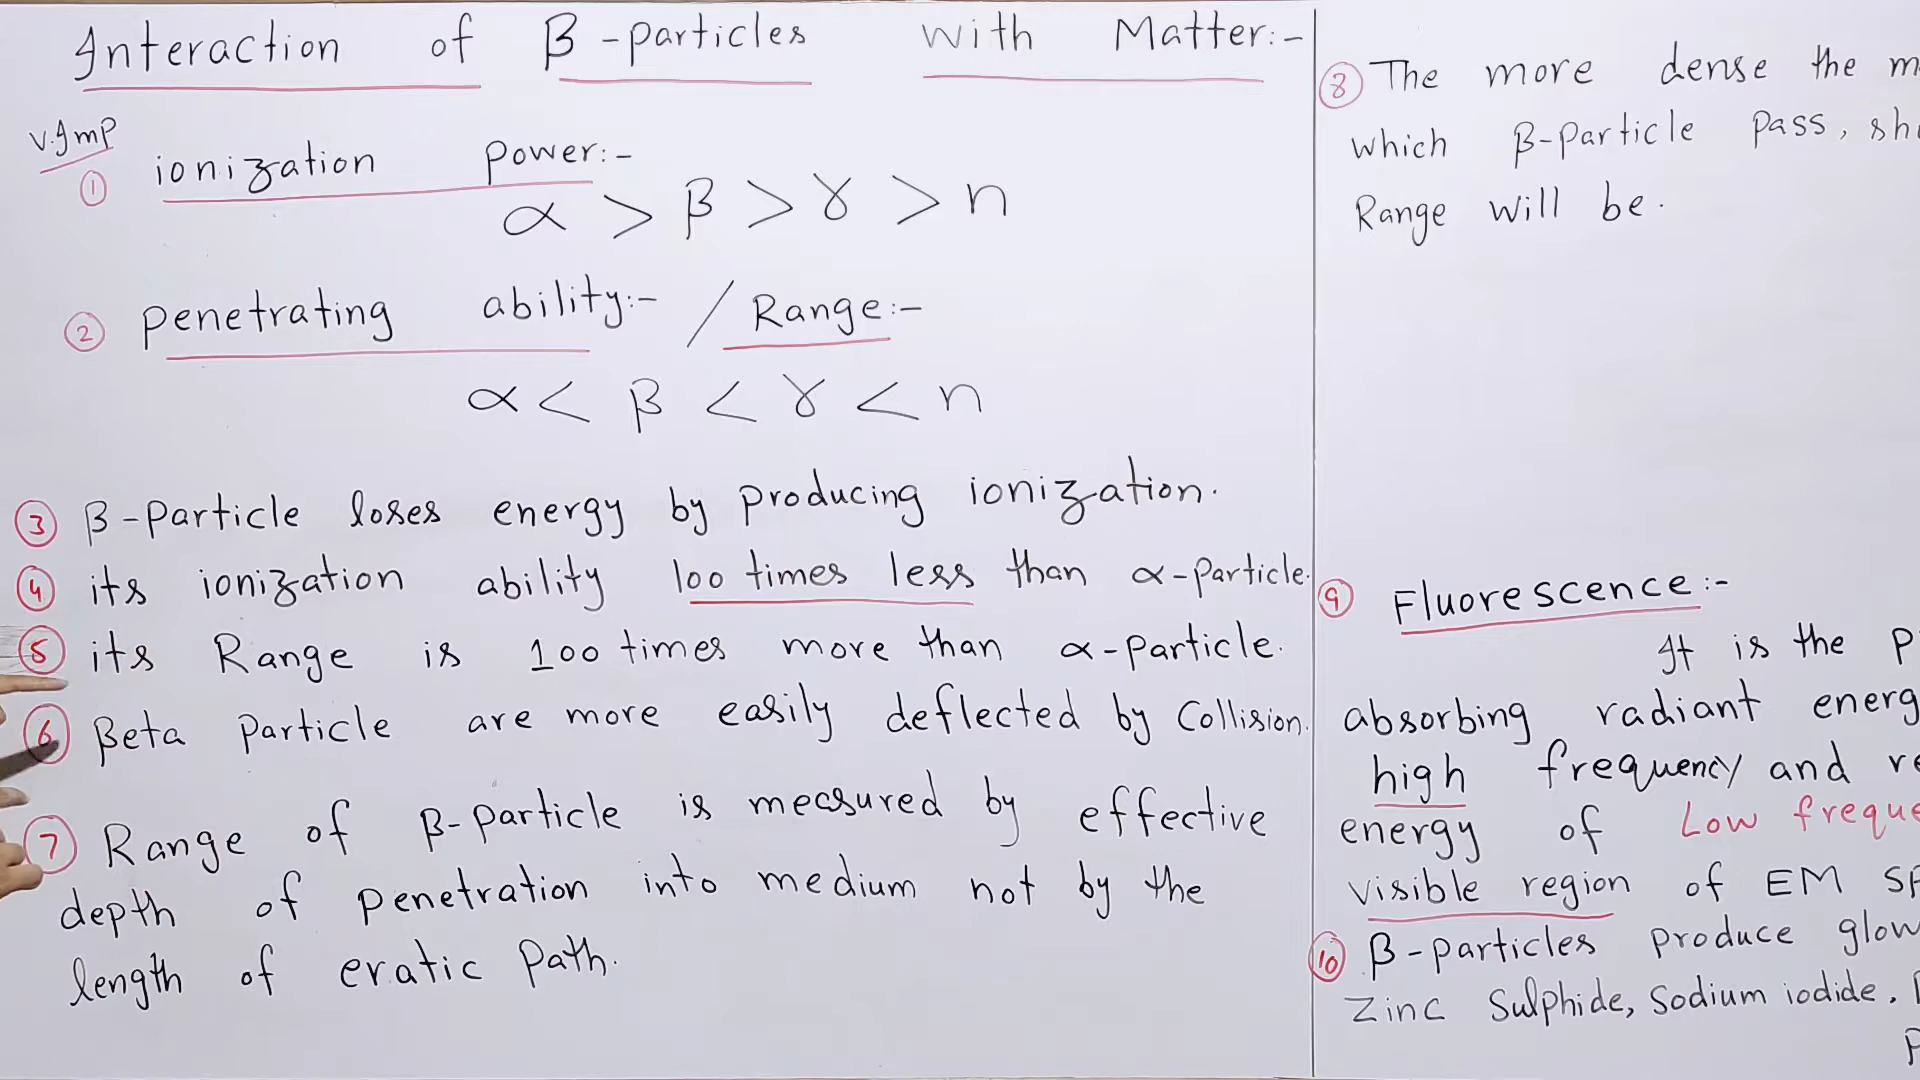 Interaction of β-particles with Matter:-
V.Imp
① ionization power:-
α > β > γ > n
② Penetrating ability:- / Range:-
α < β < γ < n
③ β-particle loses energy by producing ionization.
④ its ionization ability 100 times less than α-particle.
⑤ its Range is 100 times more than α-particle.
⑥ Beta particle are more easily deflected by Collision.
⑦ Range of β-particle is measured by effective
depth of penetration into medium not by the
length of eratic path.
⑧ The more dense the
which β-particle pass,
Range will be.
⑨ Fluorescence:-
It is the
absorbing radiant
high frequency and
energy of Low
visible region of EM
⑩ β-particles produce glow
Zinc Sulphide, Sodium iodide,